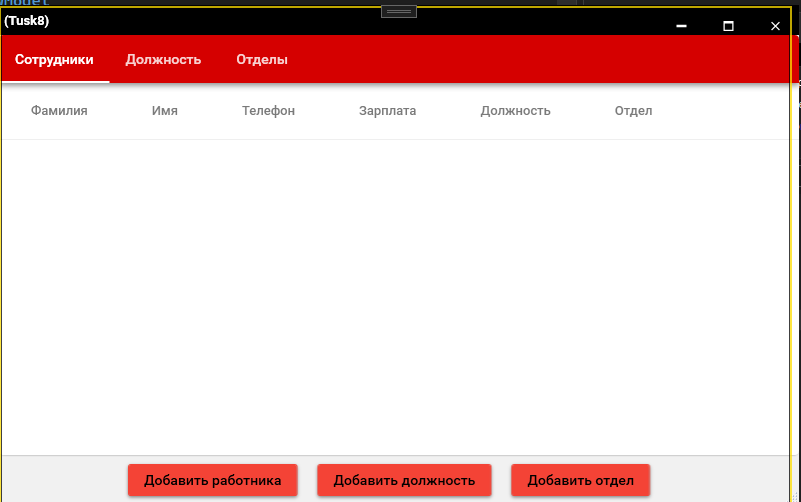 (Tusk8)
Сотрудники Должность Отделы
Фамилия Имя Телефон Зарплата Должность Отдел
Добавить работника Добавить должность Добавить отдел